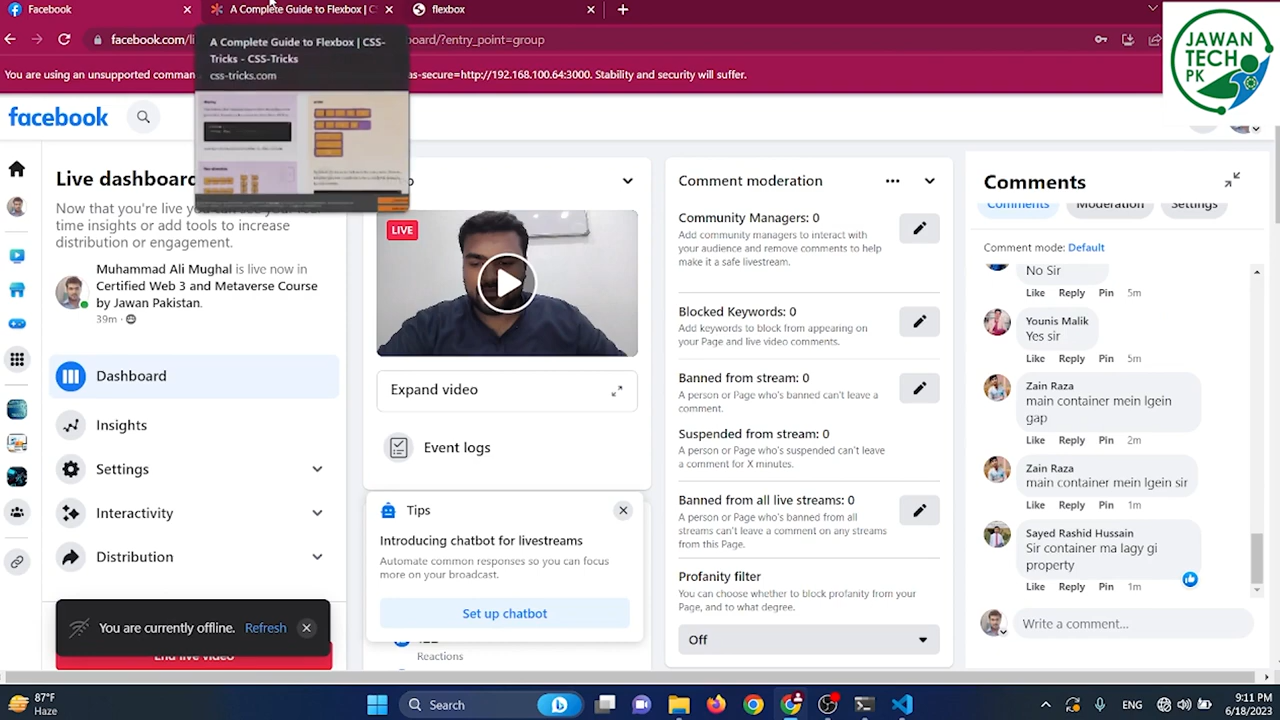 Facebook
A Complete Guide to Flexbox | C
flexbox
facebook.com/li
board/?entry_point=group
A Complete Guide to Flexbox | CSS-
Tricks - CSS-Tricks
css-tricks.com
You are using an unsupported comman
as-secure=http://192.168.100.64:3000. Stability and security will suffer.
JAWAN
TECH
PK
facebook
Live dashboard
Now that you're live you can see your real
time insights or add tools to increase
distribution or engagement.
Muhammad Ali Mughal is live now in
Certified Web 3 and Metaverse Course
by Jawan Pakistan.
39m
Dashboard
Insights
Settings
Interactivity
Distribution
You are currently offline. Refresh
End live video
LIVE
Expand video
Event logs
Tips
Introducing chatbot for livestreams
Automate common responses so you can focus
more on your broadcast.
Set up chatbot
Reactions
Comment moderation
Community Managers: 0
Add community managers to interact with
your audience and remove comments to help
make it a safe livestream.
Blocked Keywords: 0
Add keywords to block from appearing on
your Page and live video comments.
Banned from stream: 0
A person or Page who's banned can't leave a
comment.
Suspended from stream: 0
A person or Page who's suspended can't leave
a comment for X minutes.
Banned from all live streams: 0
A person or Page who's banned from all
streams can't leave a comment on any streams
from this Page.
Profanity filter
You can choose whether to block profanity from your
Page, and to what degree.
Off
Comments
Comments Moderation Settings
Comment mode: Default
No Sir
Like Reply Pin 5m
Younis Malik
Yes sir
Like Reply Pin 5m
Zain Raza
main container mein lgein
gap
Like Reply Pin 2m
Zain Raza
main container mein lgein sir
Like Reply Pin 1m
Sayed Rashid Hussain
Sir container ma lagy gi
property
Like Reply Pin 1m
Write a comment...
87°F
Haze
Search
ENG
9:11 PM
6/18/2023